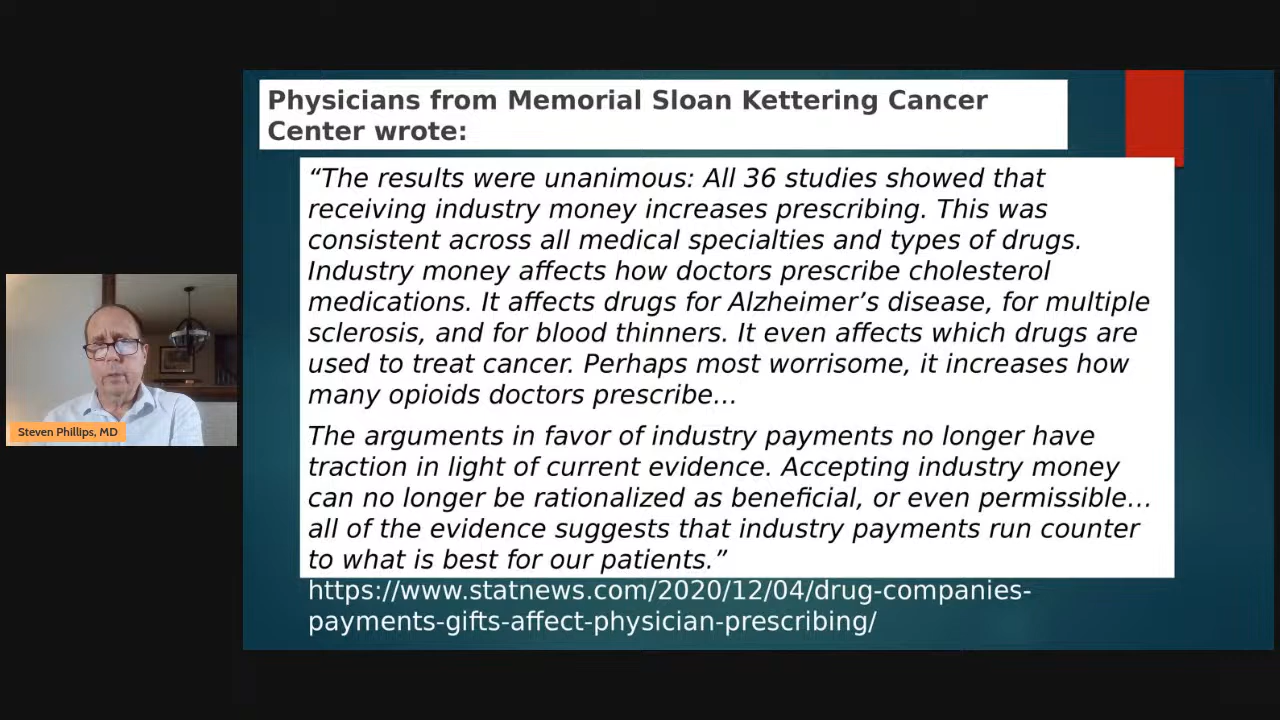 Physicians from Memorial Sloan Kettering Cancer
Center wrote:
“The results were unanimous: All 36 studies showed that
receiving industry money increases prescribing. This was
consistent across all medical specialties and types of drugs.
Industry money affects how doctors prescribe cholesterol
medications. It affects drugs for Alzheimer’s disease, for multiple
sclerosis, and for blood thinners. It even affects which drugs are
used to treat cancer. Perhaps most worrisome, it increases how
many opioids doctors prescribe…
The arguments in favor of industry payments no longer have
traction in light of current evidence. Accepting industry money
can no longer be rationalized as beneficial, or even permissible…
all of the evidence suggests that industry payments run counter
to what is best for our patients.”
https://www.statnews.com/2020/12/04/drug-companies-
payments-gifts-affect-physician-prescribing/
Steven Phillips, MD